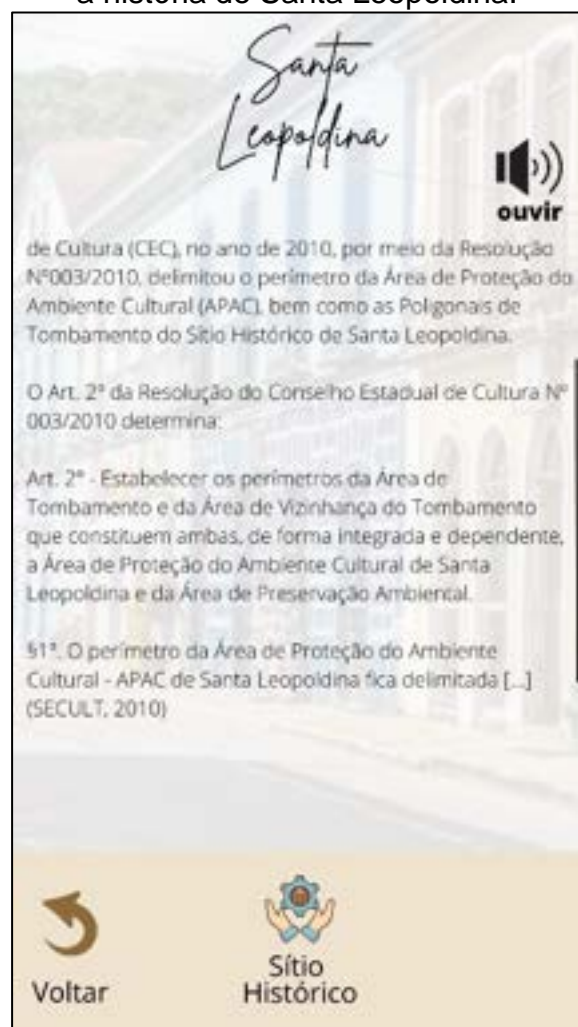 a história de Santa Leopoldina.
Santa
Leopoldina
ouvir
de Cultura (CEC), no ano de 2010, por meio da Resolução
Nº003/2010, delimitou o perímetro da Área de Proteção do
Ambiente Cultural (APAC), bem como as Poligonais de
Tombamento do Sítio Histórico de Santa Leopoldina.
O Art. 2º da Resolução do Conselho Estadual de Cultura Nº
003/2010 determina:
Art. 2º - Estabelecer os perímetros da Área de
Tombamento e da Área de Vizinhança do Tombamento
que constituem ambas, de forma integrada e dependente,
a Área de Proteção do Ambiente Cultural de Santa
Leopoldina e da Área de Preservação Ambiental.
§1º. O perímetro da Área de Proteção do Ambiente
Cultural - APAC de Santa Leopoldina fica delimitada [...]
(SECULT, 2010)
Voltar
Sítio
Histórico